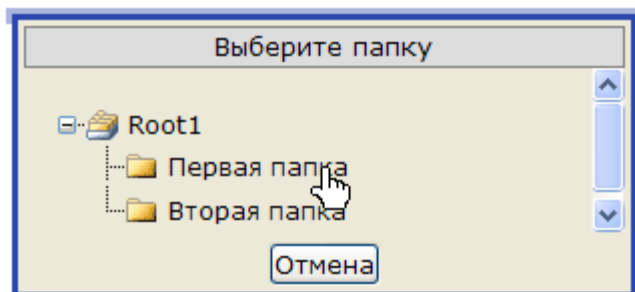 Выберите папку
Root1
Первая папка
Вторая папка
Отмена